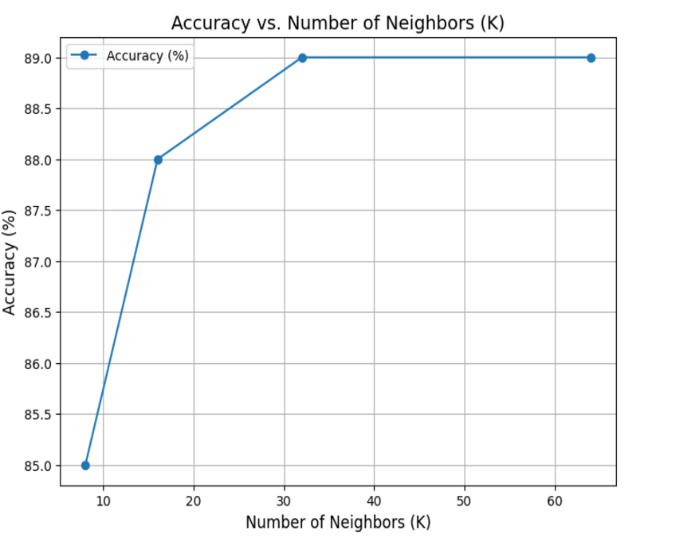 Accuracy vs. Number of Neighbors (K)
Accuracy (%)
89.0
88.5
88.0
87.5
87.0
86.5
86.0
85.5
85.0
Accuracy (%)
10 20 30 40 50 60
Number of Neighbors (K)